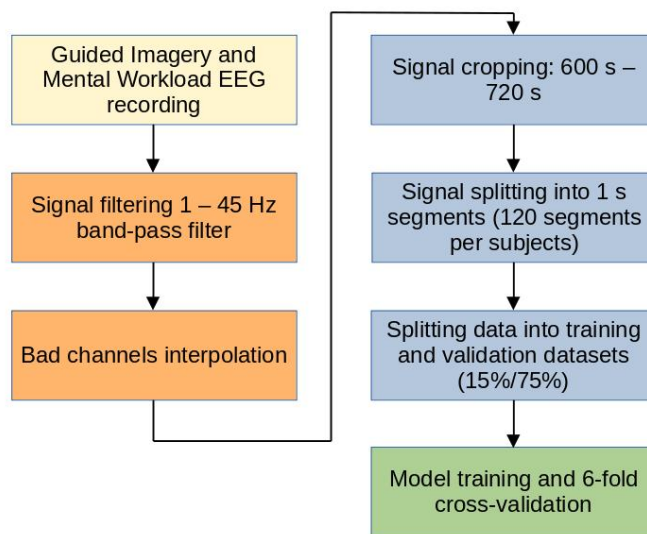 Guided Imagery and
Mental Workload EEG
recording
Signal filtering 1 – 45 Hz
band-pass filter
Bad channels interpolation
Signal cropping: 600 s –
720 s
Signal splitting into 1 s
segments (120 segments
per subjects)
Splitting data into training
and validation datasets
(15%/75%)
Model training and 6-fold
cross-validation